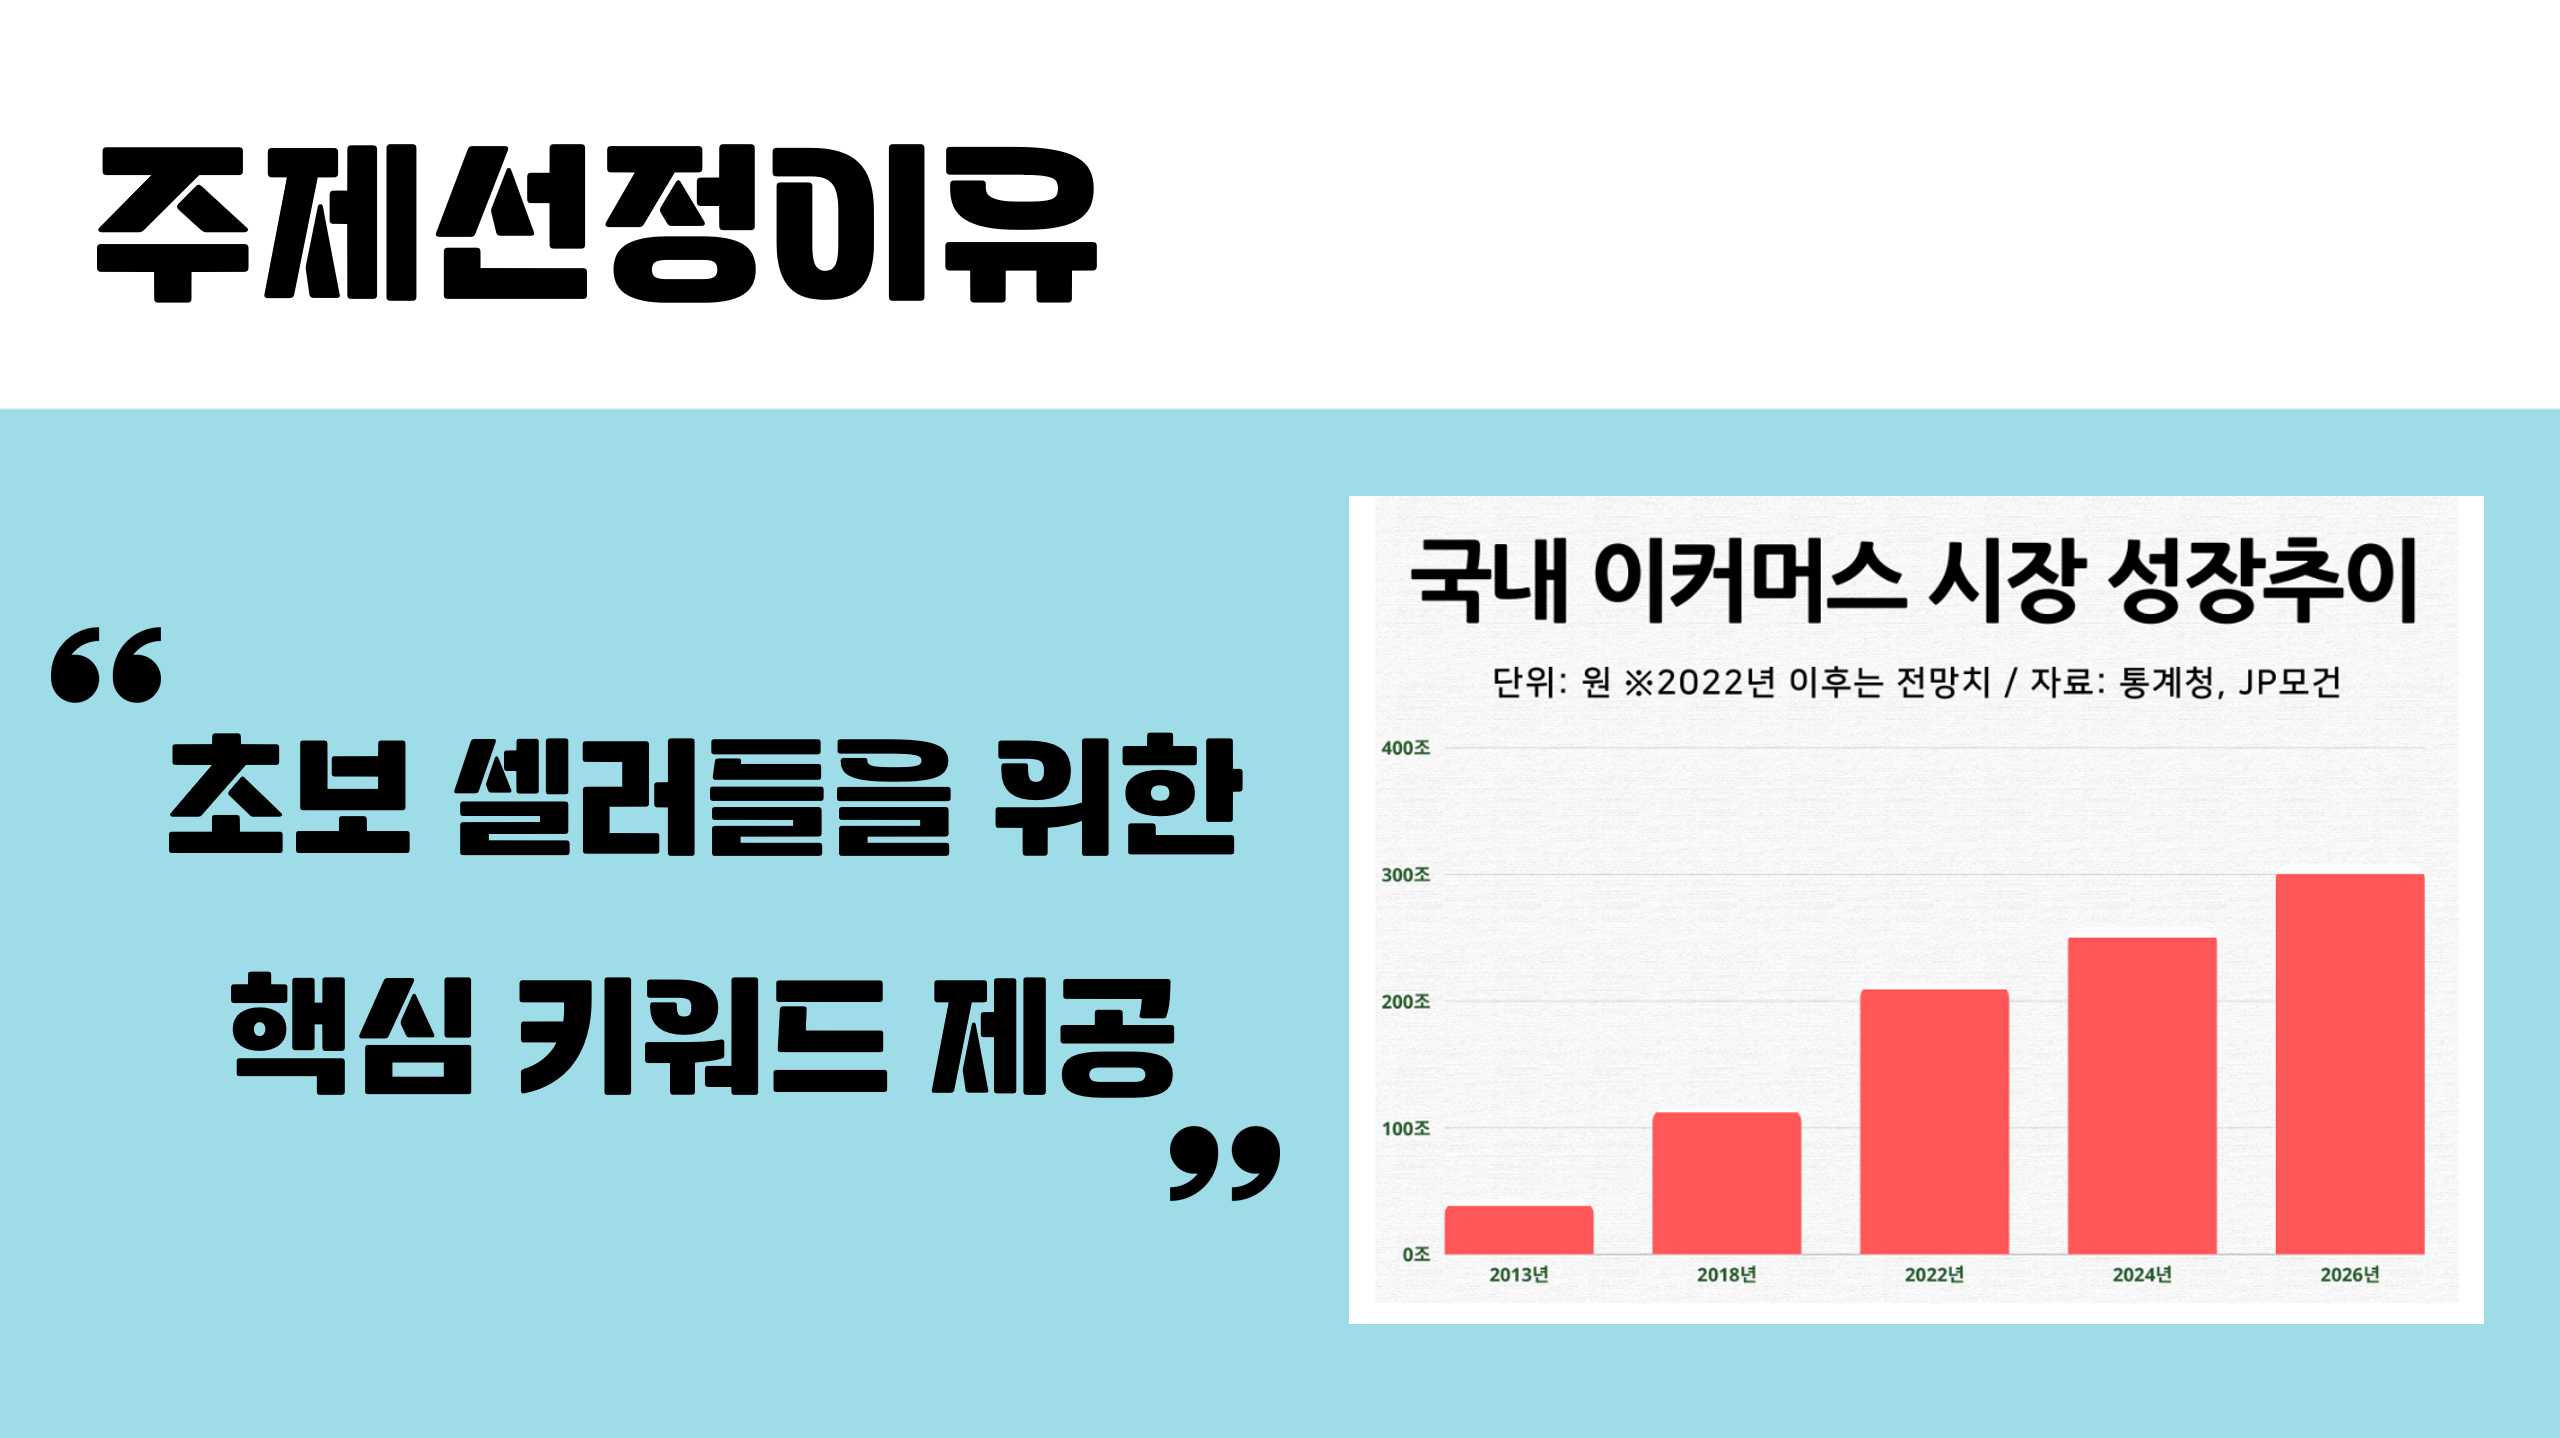 주제선정이유
“
초보 셀러들을 위한
핵심 키워드 제공
”
국내 이커머스 시장 성장추이
단위: 원 ※2022년 이후는 전망치 / 자료: 통계청, JP모건
400조
300조
200조
100조
0조
2013년 2018년 2022년 2024년 2026년